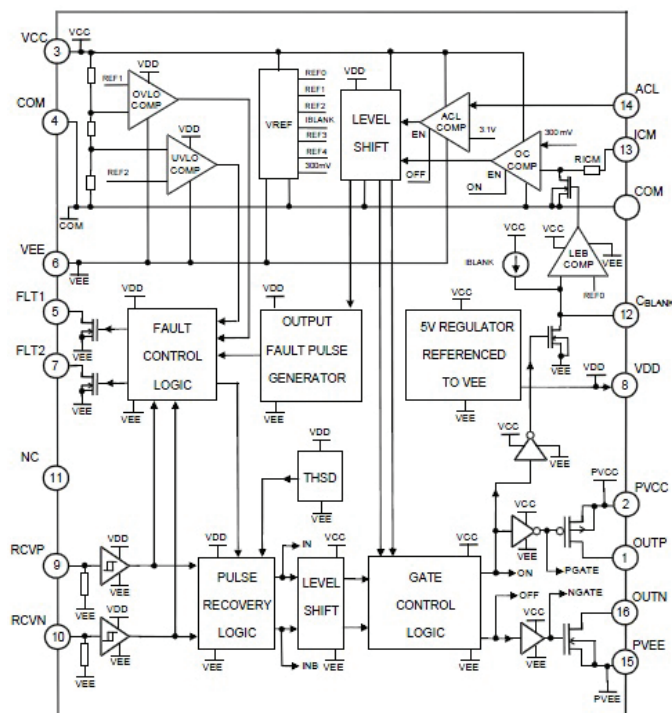 VCC
VCC
3
REF1
VDD
OVLO
COMP
COM
4
VDD
UVLO
COMP
REF2
COM
VREF
REF0
REF1
REF2
IBLANK
REF3
REF4
300mV
VDD
LEVEL
SHIFT
ACL
COMP
EN
3.1V
OFF
OC
COMP
EN
ON
300mV
RICM
ACL
14
ICM
13
COM
VEE
6
VEE
VCC
IBLANK
VCC
LEB
COMP
VEE
REF0
FLT1
5
VEE
FLT2
7
VEE
VDD
FAULT
CONTROL
LOGIC
VEE
VDD
OUTPUT
FAULT PULSE
GENERATOR
VEE
VCC
5V REGULATOR
REFERENCED
TO VEE
VEE
CBLANK
12
VEE
VDD
VDD
8
NC
11
VDD
THSD
VEE
VCC
VEE
PVCC
PVCC
2
RCVP
9
VDD
VEE
VEE
VDD
PULSE
RECOVERY
LOGIC
VEE
IN
INB
VCC
LEVEL
SHIFT
VEE
VCC
GATE
CONTROL
LOGIC
VEE
VCC
VEE
ON
PGATE
OUTP
1
RCVN
10
VDD
VEE
VEE
OFF
VCC
VEE
NGATE
OUTN
16
PVEE
15
PVEE